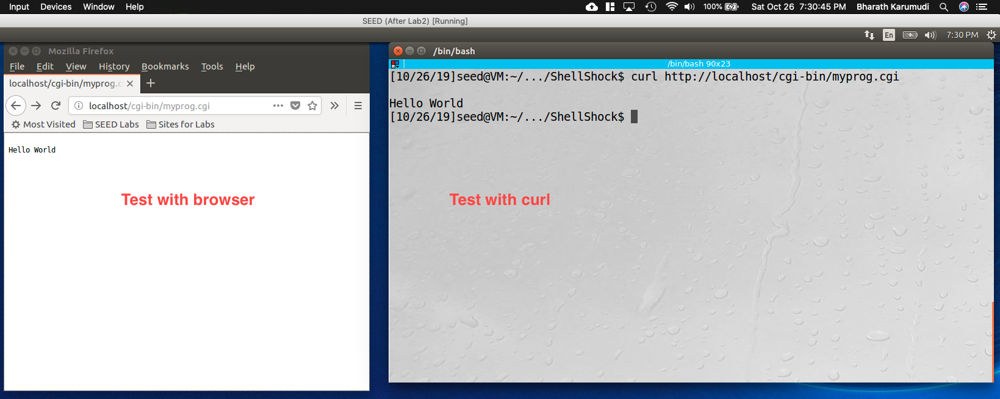 Input Devices Window Help 100% Sat Oct 26 7:30:45 PM Bharath Karumudi
SEED (After Lab2) [Running]
En 7:30 PM
Mozilla Firefox
File Edit View History Bookmarks Tools Help
localhost/cgi-bin/myprog.c
localhost/cgi-bin/myprog.cgi
Most Visited SEED Labs Sites for Labs
Hello World
Test with browser
/bin/bash
/bin/bash 90x23
[10/26/19]seed@VM:~/.../ShellShock$ curl http://localhost/cgi-bin/myprog.cgi
Hello World
[10/26/19]seed@VM:~/.../ShellShock$
Test with curl